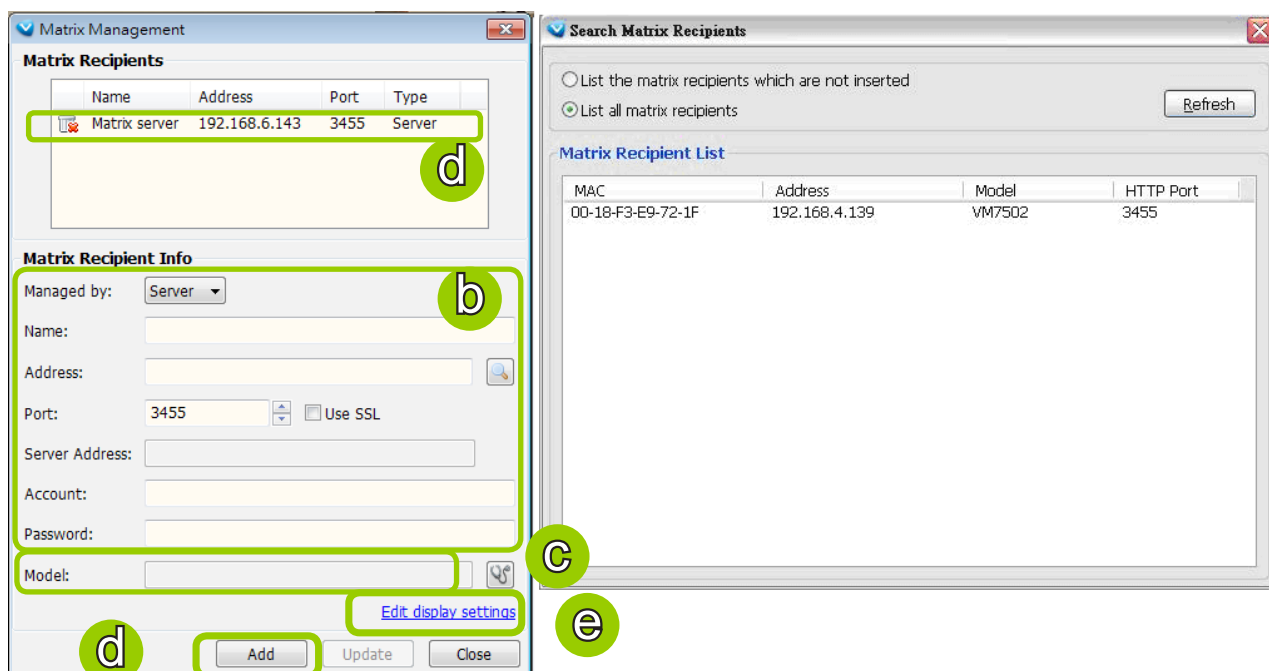 Matrix Management
Matrix Recipients
Name Address Port Type
Matrix server 192.168.6.143 3455 Server
d
Matrix Recipient Info
b
Managed by: Server
Name:
Address:
Port: 3455 Use SSL
Server Address:
Account:
Password:
c
Model:
Edit display settings
e
d
Add Update Close
Search Matrix Recipients
List the matrix recipients which are not inserted
List all matrix recipients
Refresh
Matrix Recipient List
MAC Address Model HTTP Port
00-18-F3-E9-72-1F 192.168.4.139 VM7502 3455